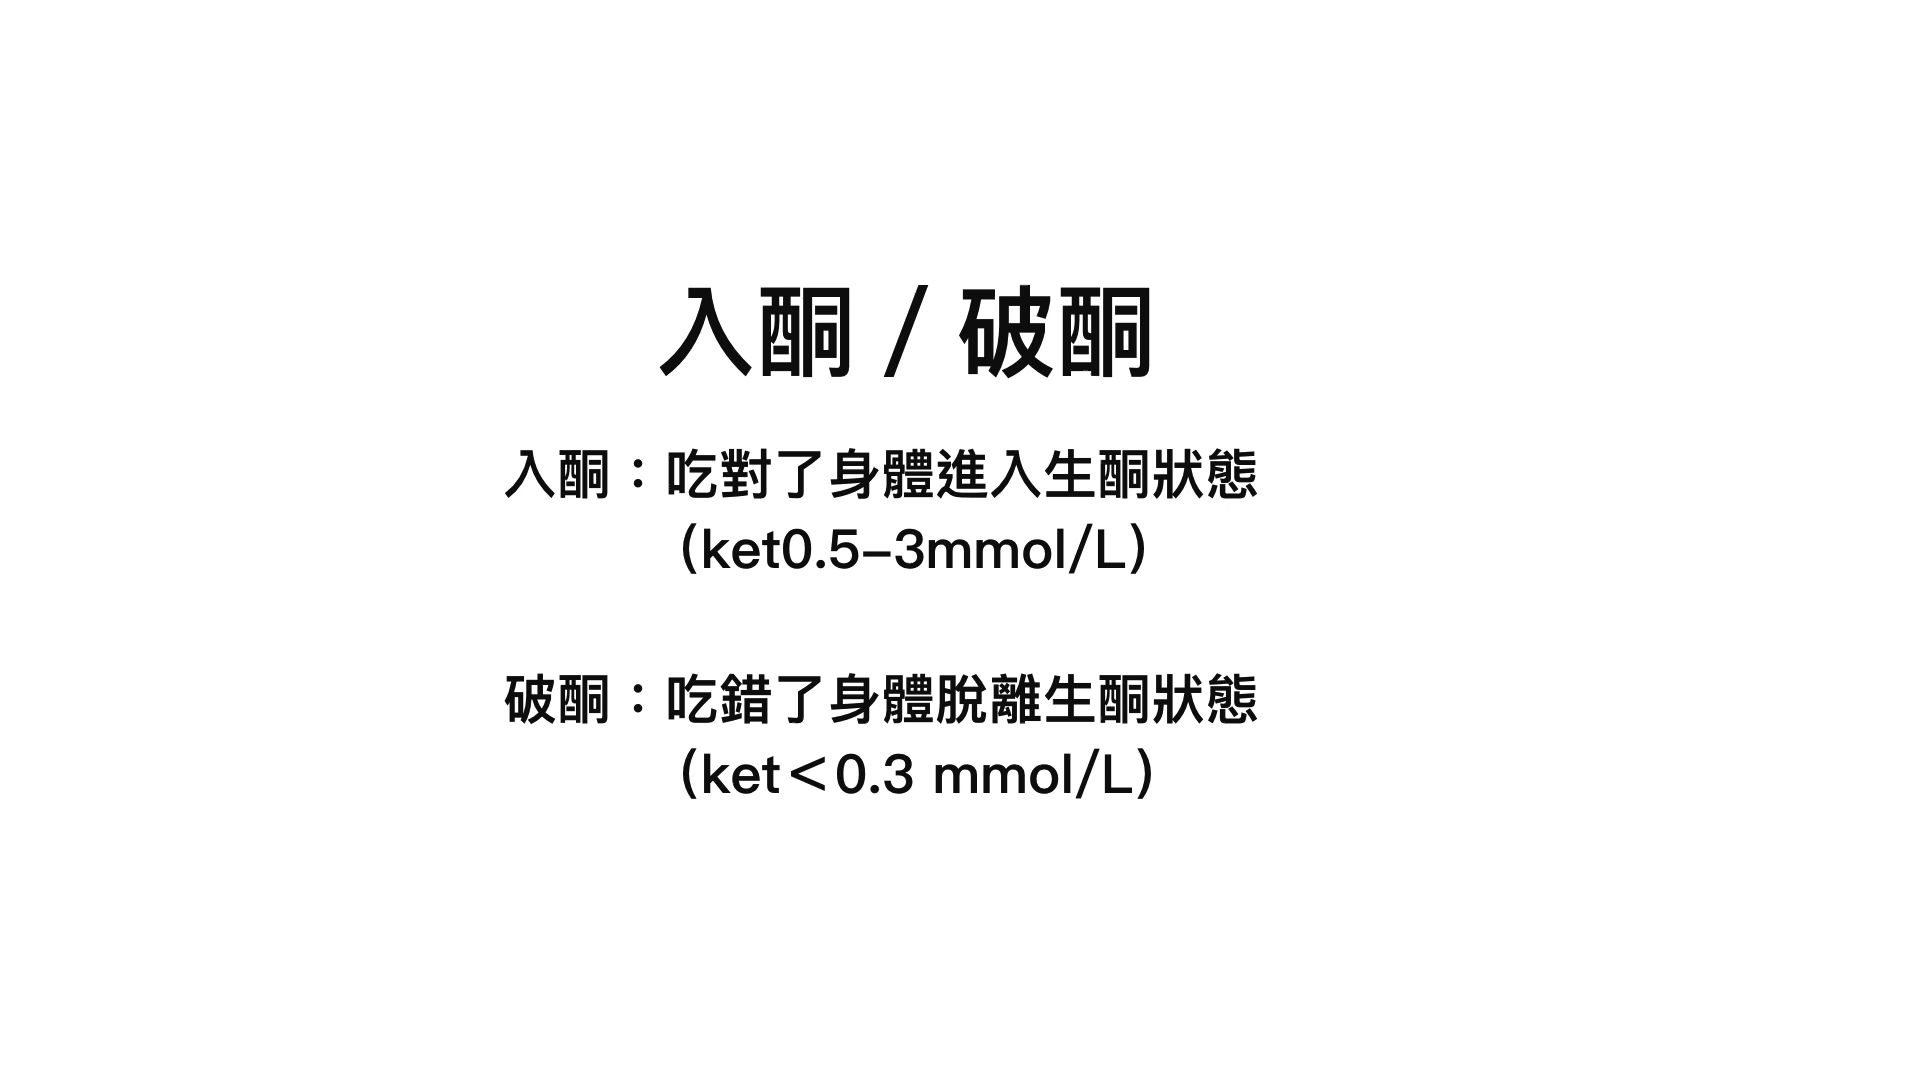 入酮 / 破酮
入酮：吃對了身體進入生酮狀態
(ket0.5–3mmol/L)
破酮：吃錯了身體脫離生酮狀態
(ket＜0.3 mmol/L)